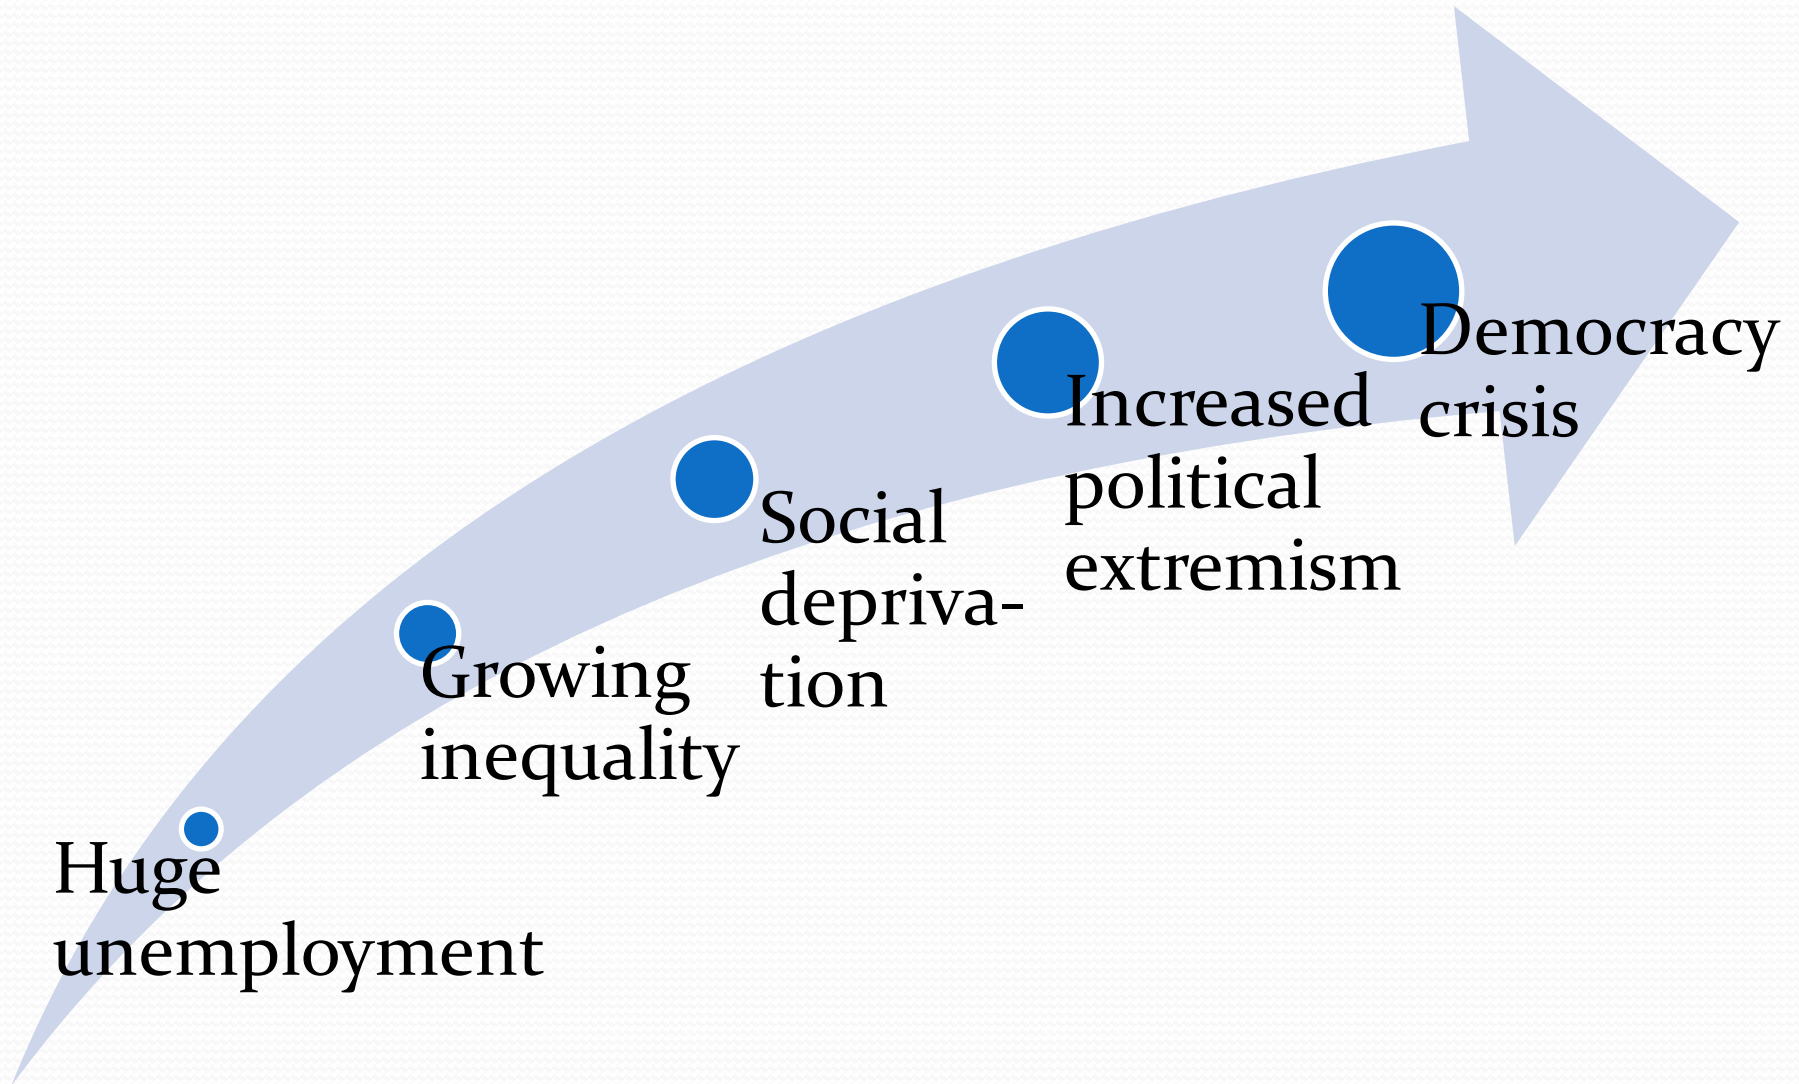 Huge
unemployment
Growing
inequality
Social
depriva-
tion
Increased
political
extremism
Democracy
crisis